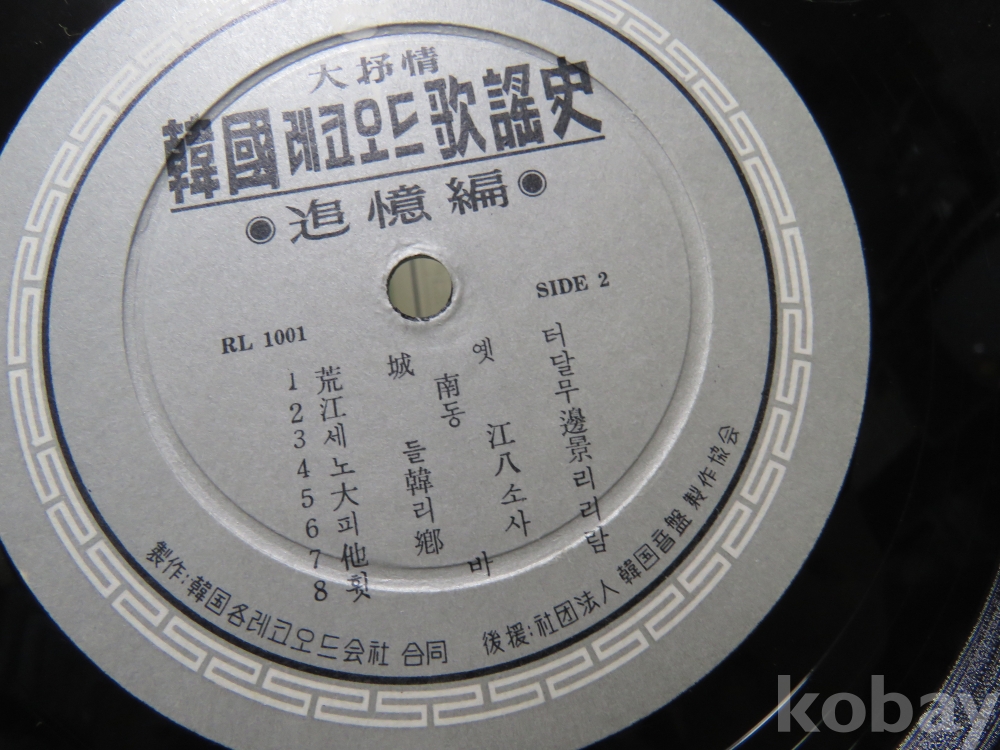 大抒情
韓國레코오드歌謠史
◉追憶編◉
RL 1001
SIDE 2
1 荒城옛터
2 江南달
3 세동무
4 노들江邊
5 大韓八景
6 피리소리
7 他鄕사리
8 휫바람
製作:韓国各레코오드会社 合同
後援:社団法人 韓国音盤 製作協会
kobay